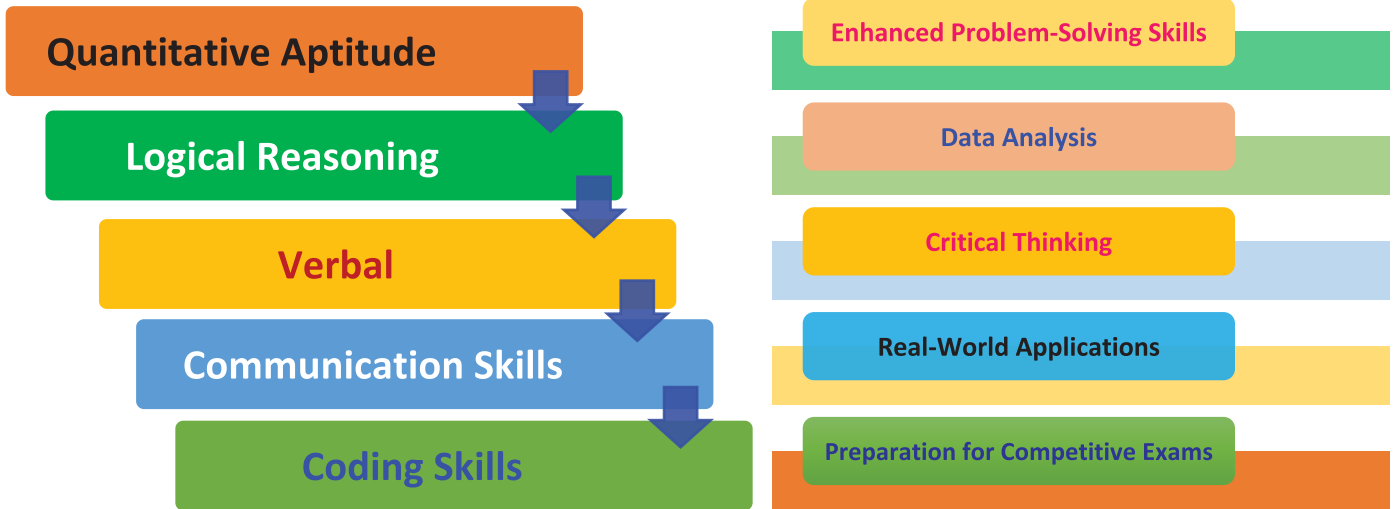 Quantitative Aptitude
Logical Reasoning
Verbal
Communication Skills
Coding Skills
Enhanced Problem-Solving Skills
Data Analysis
Critical Thinking
Real-World Applications
Preparation for Competitive Exams